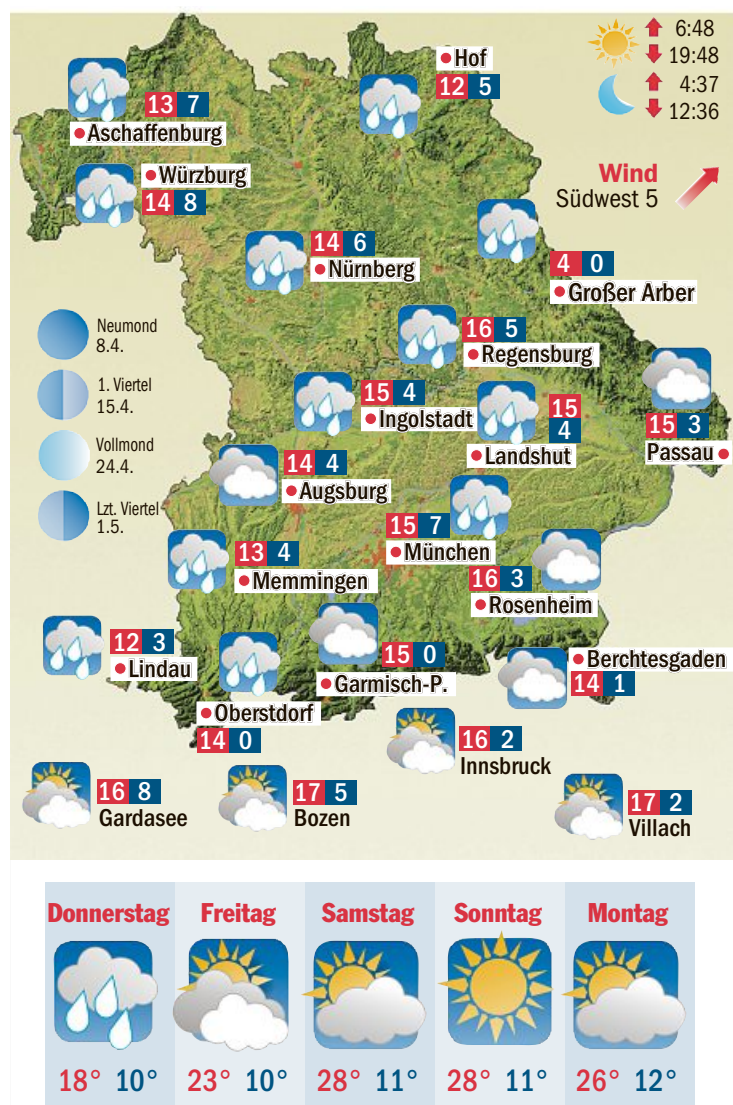 6:48
19:48
4:37
12:36
Wind
Südwest 5
Hof
12 5
13 7
Aschaffenburg
Würzburg
14 8
14 6
Nürnberg
4 0
Großer Arber
Neumond
8.4.
1. Viertel
15.4.
Vollmond
24.4.
Lzt. Viertel
1.5.
16 5
Regensburg
15 4
Ingolstadt
15
4
Landshut
15 3
Passau
14 4
Augsburg
15 7
München
13 4
Memmingen
16 3
Rosenheim
12 3
Lindau
15 0
Garmisch-P.
Berchtesgaden
14 1
Oberstdorf
14 0
16 2
Innsbruck
16 8
Gardasee
17 5
Bozen
17 2
Villach
Donnerstag Freitag Samstag Sonntag Montag
18° 10° 23° 10° 28° 11° 28° 11° 26° 12°